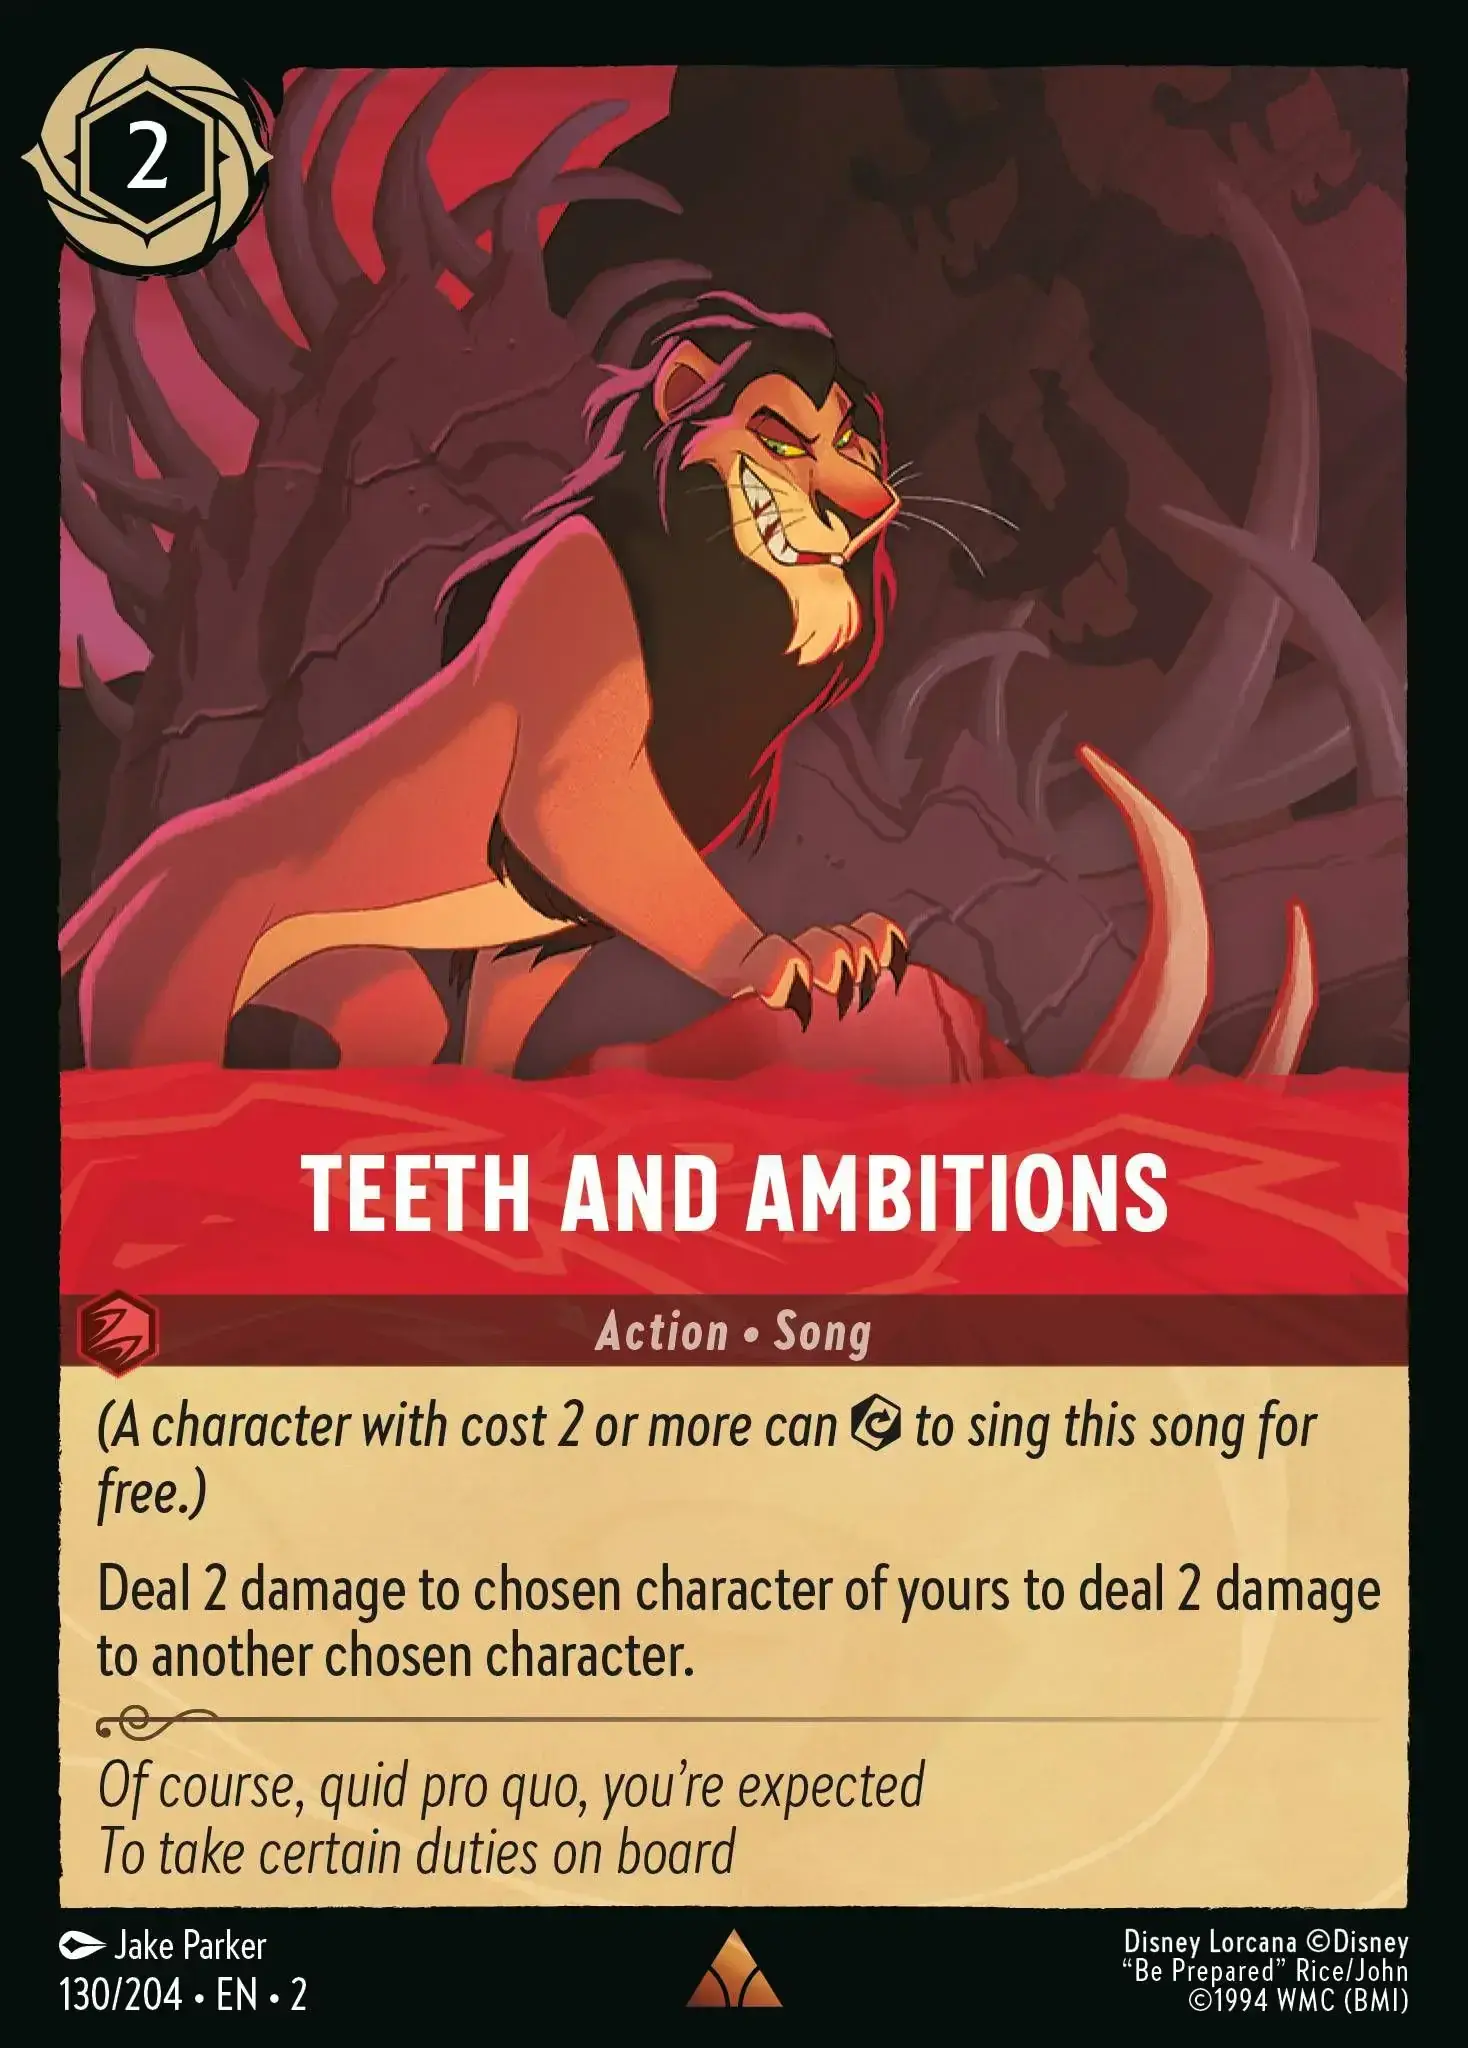 2
TEETH AND AMBITIONS
Action • Song
(A character with cost 2 or more can to sing this song for
free.)
Deal 2 damage to chosen character of yours to deal 2 damage
to another chosen character.
Of course, quid pro quo, you’re expected
To take certain duties on board
Jake Parker
130/204 • EN • 2
Disney Lorcana ©Disney
“Be Prepared” Rice/John
©1994 WMC (BMI)